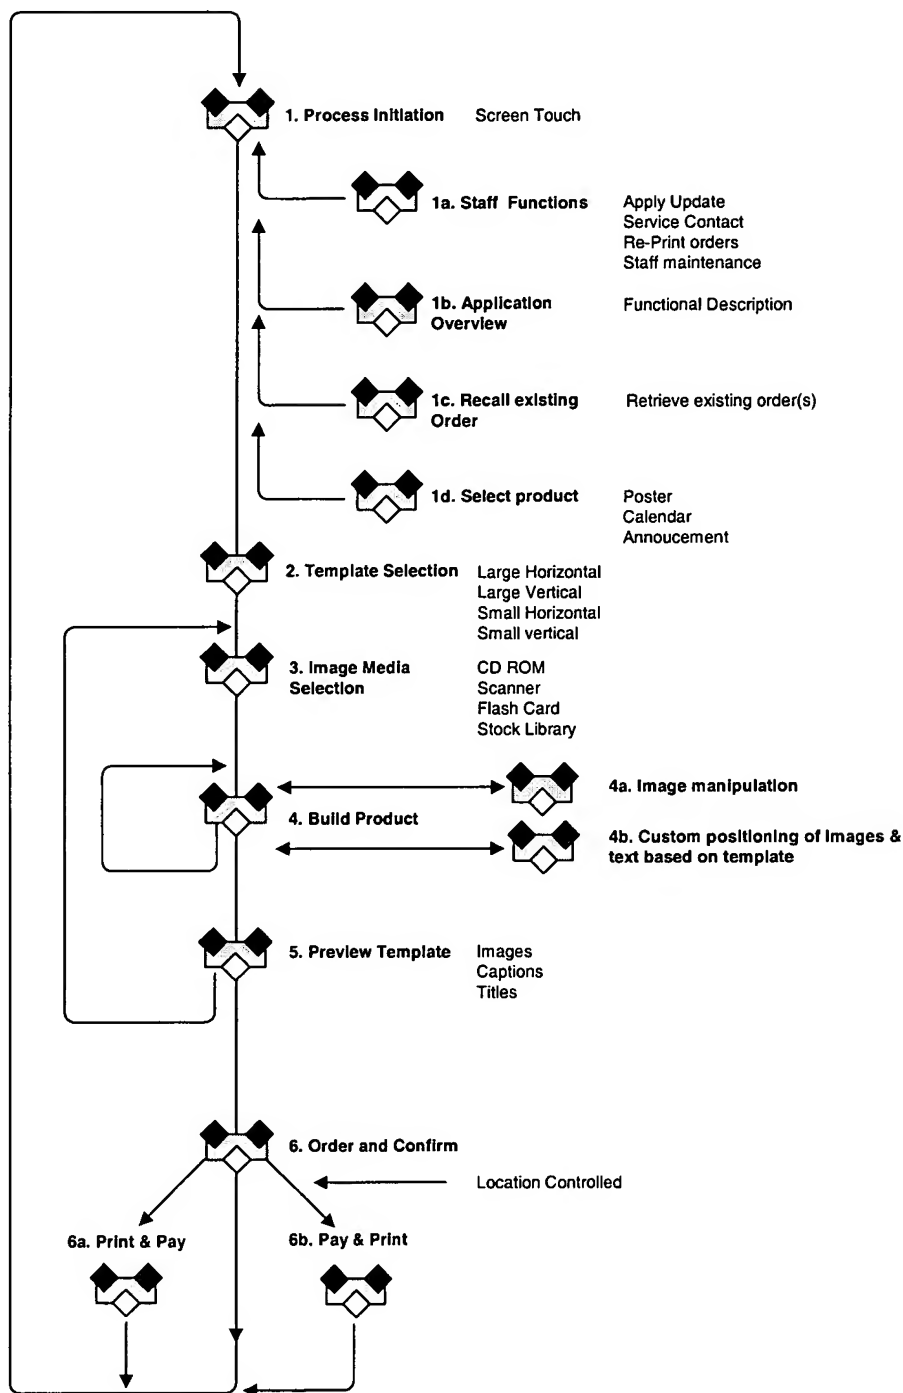 1. Process Initiation Screen Touch
1a. Staff Functions Apply Update
Service Contact
Re-Print orders
Staff maintenance
1b. Application Functional Description
Overview
1c. Recall existing Retrieve existing order(s)
Order
1d. Select product Poster
Calendar
Annoucement
2. Template Selection Large Horizontal
Large Vertical
Small Horizontal
Small vertical
3. Image Media CD ROM
Selection Scanner
Flash Card
Stock Library
4a. Image manipulation
4. Build Product
4b. Custom positioning of Images &
text based on template
5. Preview Template Images
Captions
Titles
6. Order and Confirm
Location Controlled
6a. Print & Pay 6b. Pay & Print